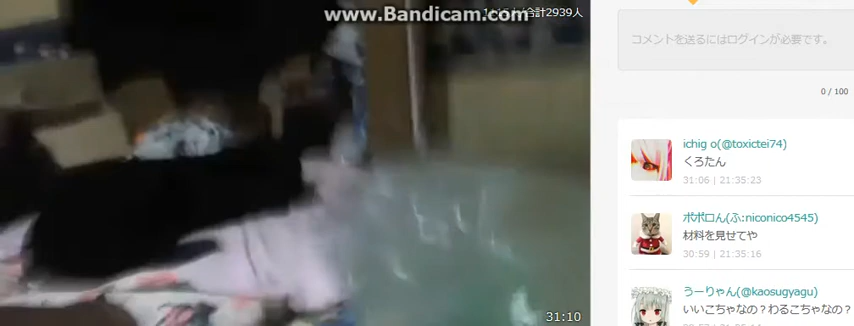 www.Bandicam.com
合計2939人
31:10
コメントを送るにはログインが必要です。
0 / 100
ichig o(@toxictei74)
くろたん
31:06 | 21:35:23
ポポロん(ふ:niconico4545)
材料を見せてや
30:59 | 21:35:16
うーりゃん(@kaosugyagu)
いいこちゃなの?わるこちゃなの?